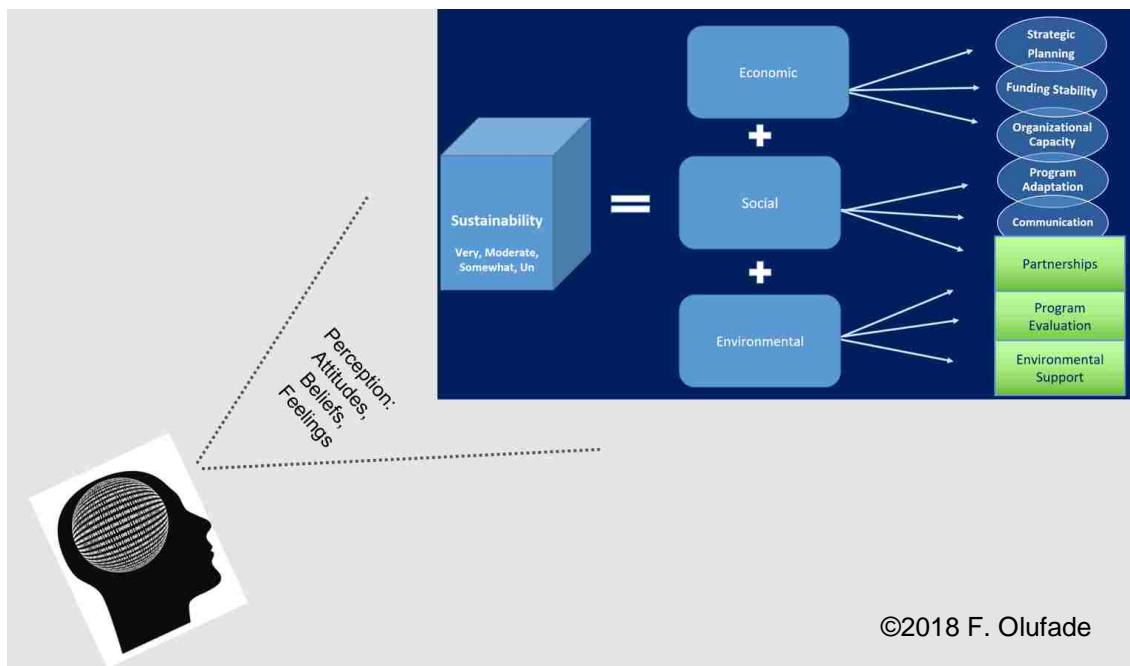 Economic
+
Social
+
Environmental
Sustainability
Very, Moderate,
Somewhat, Un
=
Strategic
Planning
Funding Stability
Organizational
Capacity
Program
Adaptation
Communication
Partnerships
Program
Evaluation
Environmental
Support
Perception:
Attitudes,
Beliefs,
Feelings
©2018 F. Olufade